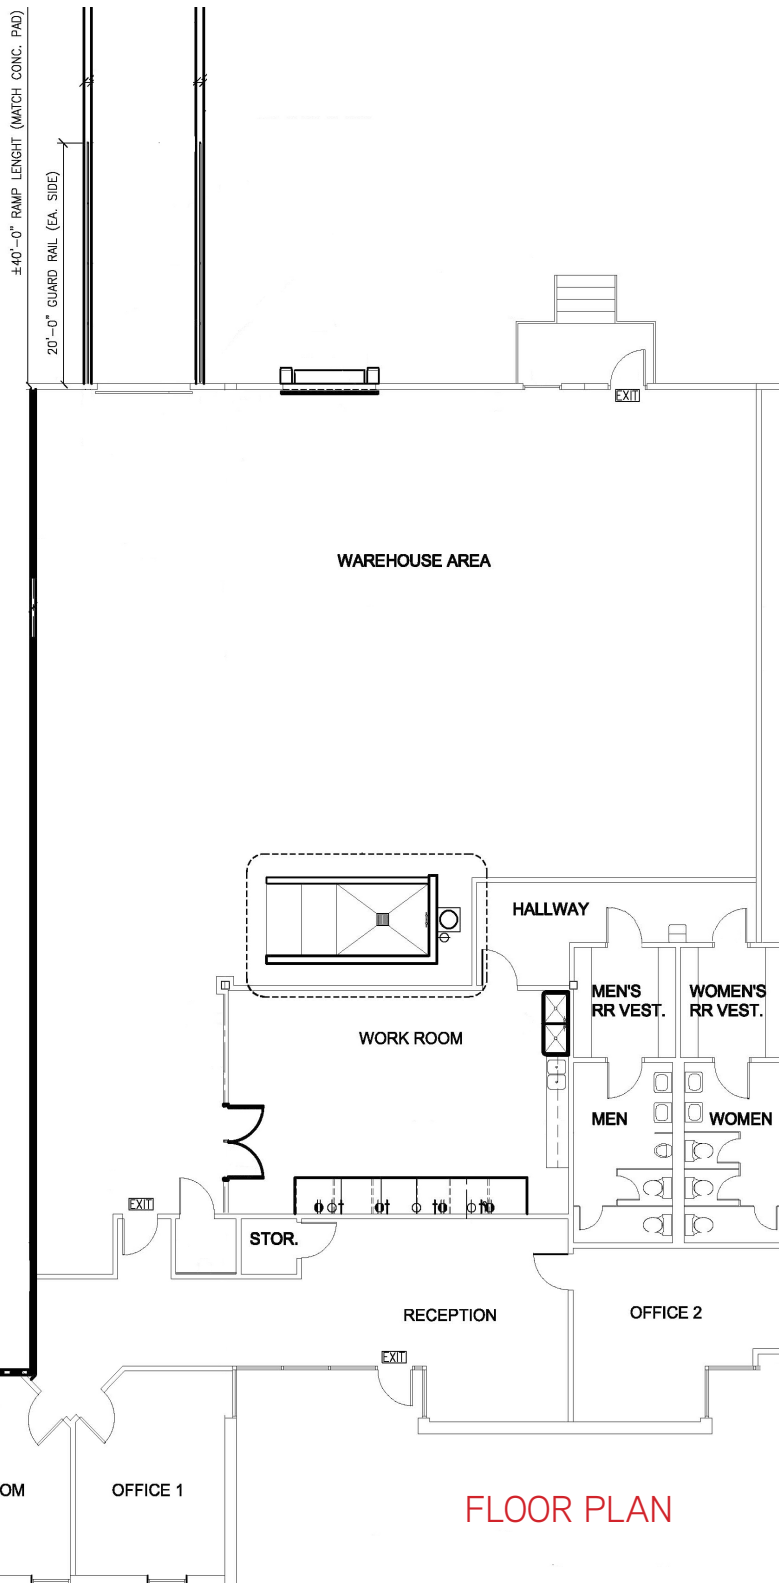 ±40'-0" RAMP LENGHT (MATCH CONC. PAD)
20'-0" GUARD RAIL (EA. SIDE)
EXIT
WAREHOUSE AREA
HALLWAY
MEN'S
RR VEST.
WOMEN'S
RR VEST.
WORK ROOM
MEN
WOMEN
EXIT
STOR.
RECEPTION
OFFICE 2
EXIT
OM
OFFICE 1
FLOOR PLAN